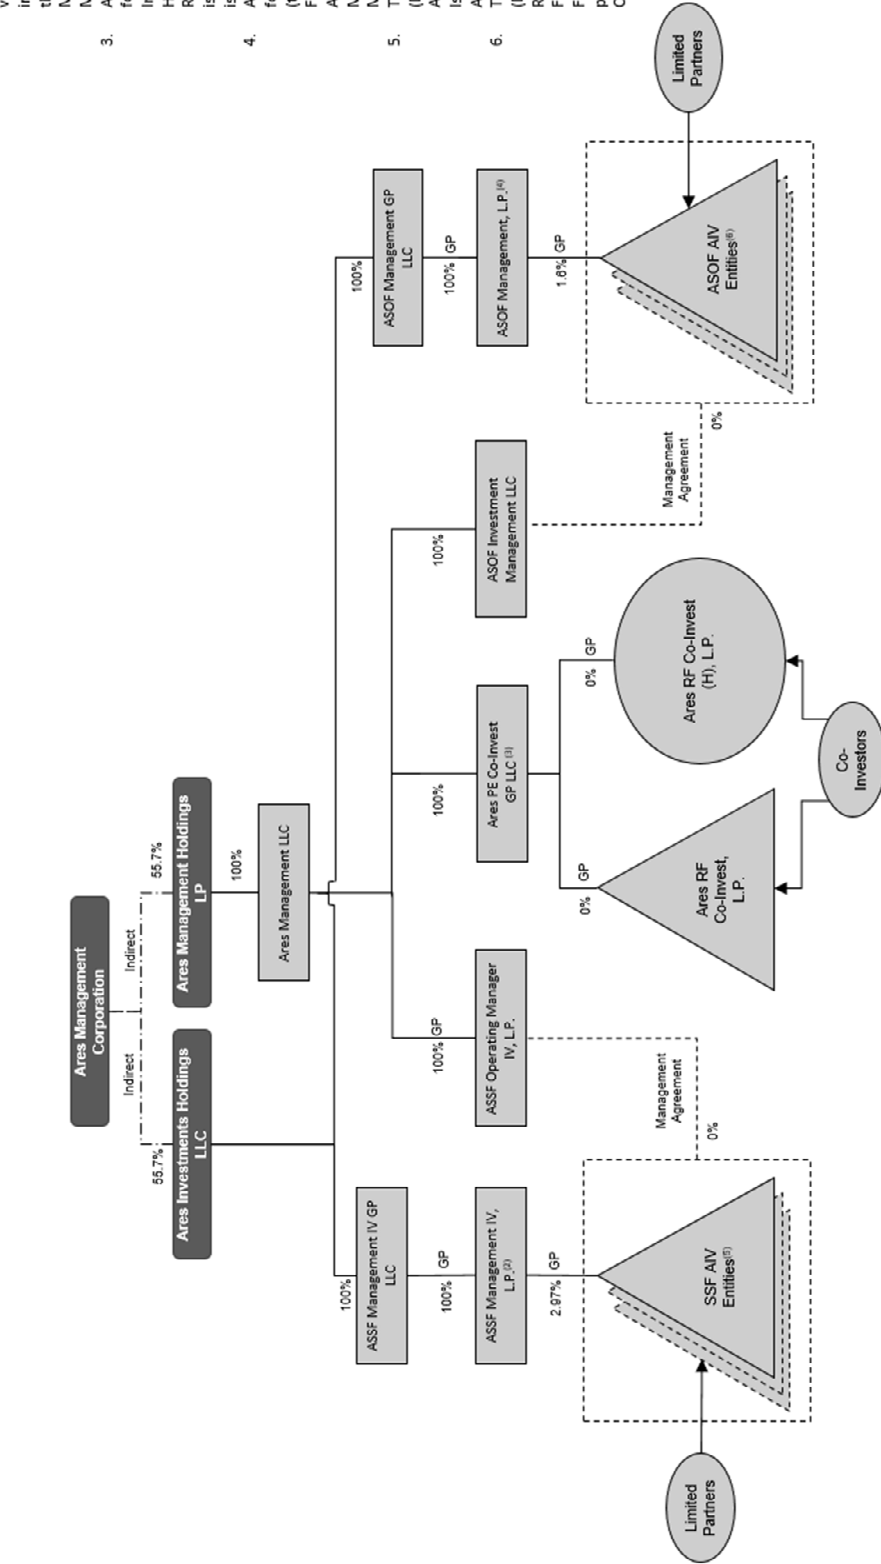 Ares Management
Corporation
Indirect
Indirect
55.7%
55.7%
Ares Investments Holdings
LLC
Ares Management Holdings
LP
100%
Ares Management LLC
100%
100%
ASSF Management IV GP
LLC
ASOF Management GP
LLC
100% GP
100% GP
100%
100%
100% GP
ASSF Management IV,
L.P.(2)
ASSF Operating Manager
IV, L.P.
Ares PE Co-Invest
GP LLC (3)
ASOF Investment
Management LLC
ASOF Management, L.P.(4)
2.97% GP
0% GP
0% GP
1.6% GP
Management
Agreement
0%
Management
Agreement
0%
Limited
Partners
SSF AIV
Entities(5)
Ares RF
Co-Invest,
L.P.
Ares RF Co-Invest
(H), L.P.
ASOF AIV
Entities(6)
Limited
Partners
Co-
Investors
3.
4.
5.
6.